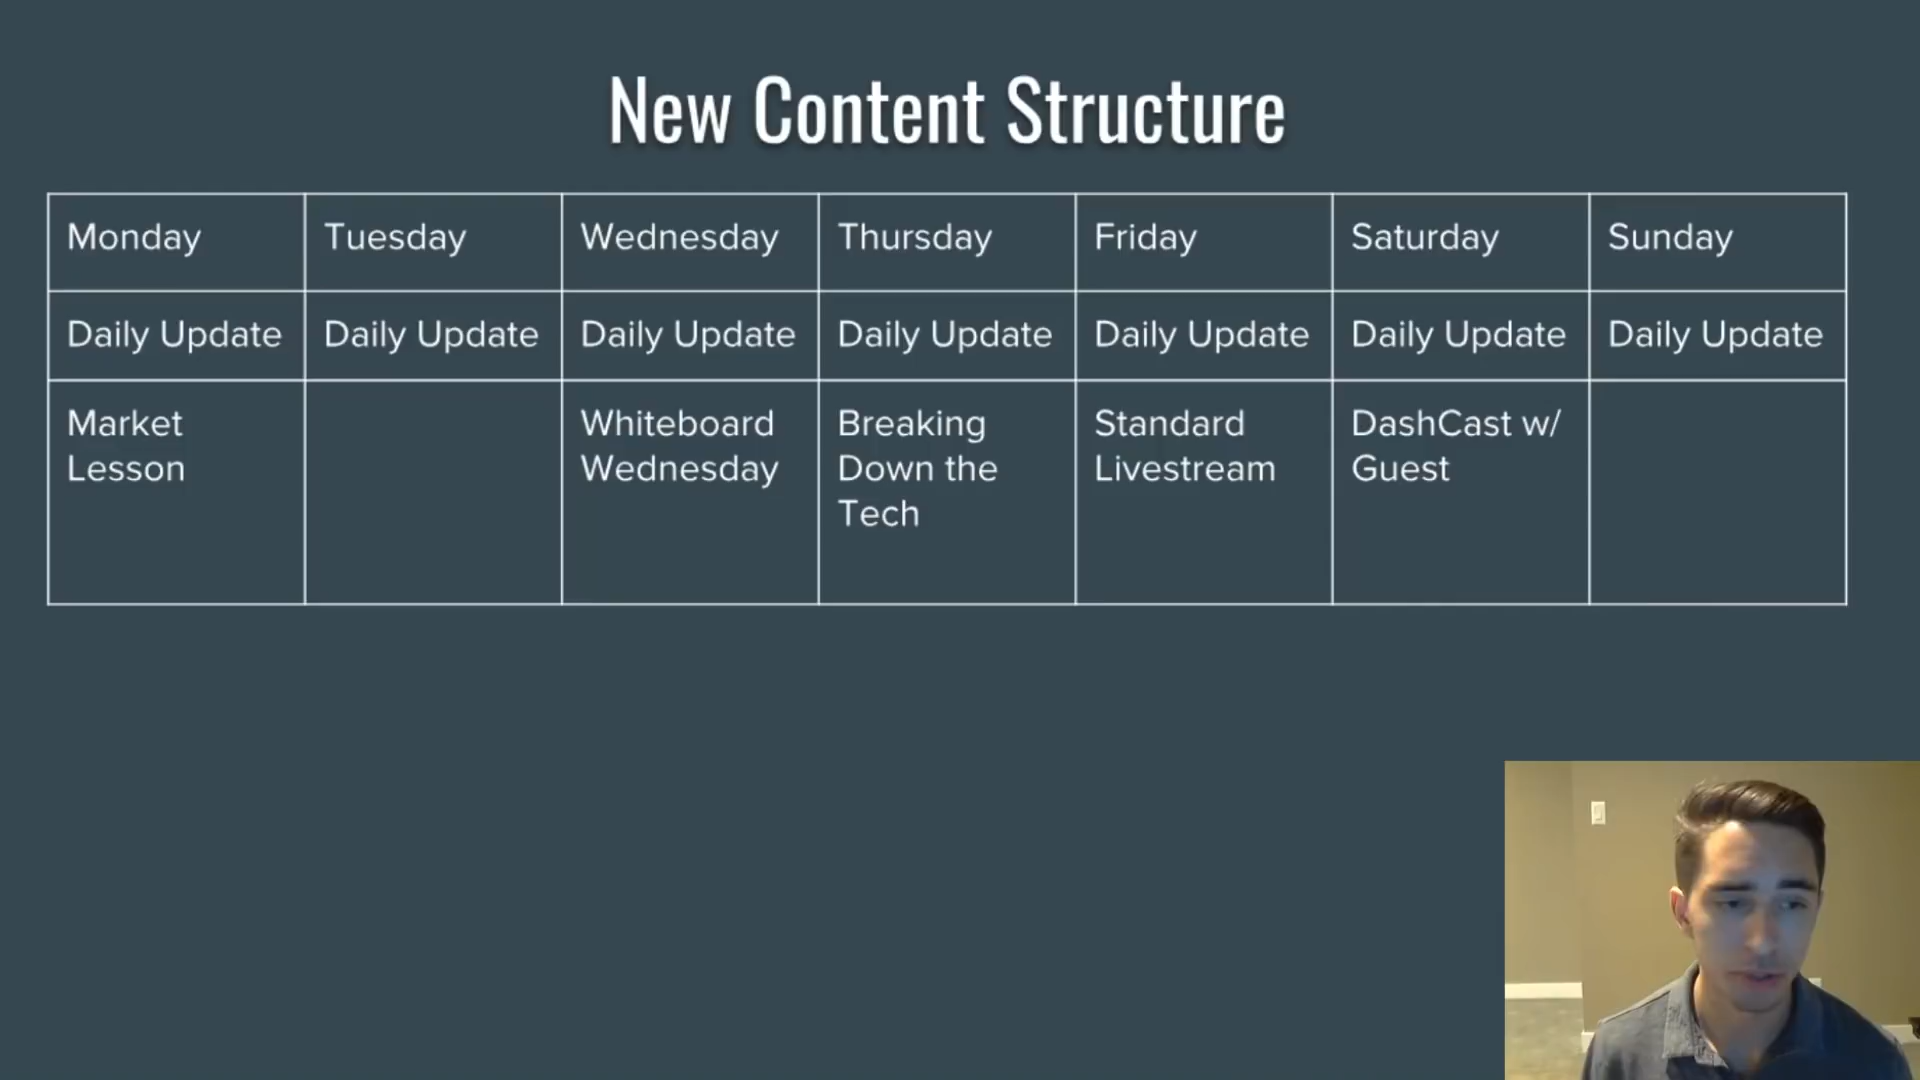 New Content Structure
Monday
Tuesday
Wednesday
Thursday
Friday
Saturday
Sunday
Daily Update
Daily Update
Daily Update
Daily Update
Daily Update
Daily Update
Daily Update
Market
Lesson
Whiteboard
Wednesday
Breaking
Down the
Tech
Standard
Livestream
DashCast w/
Guest